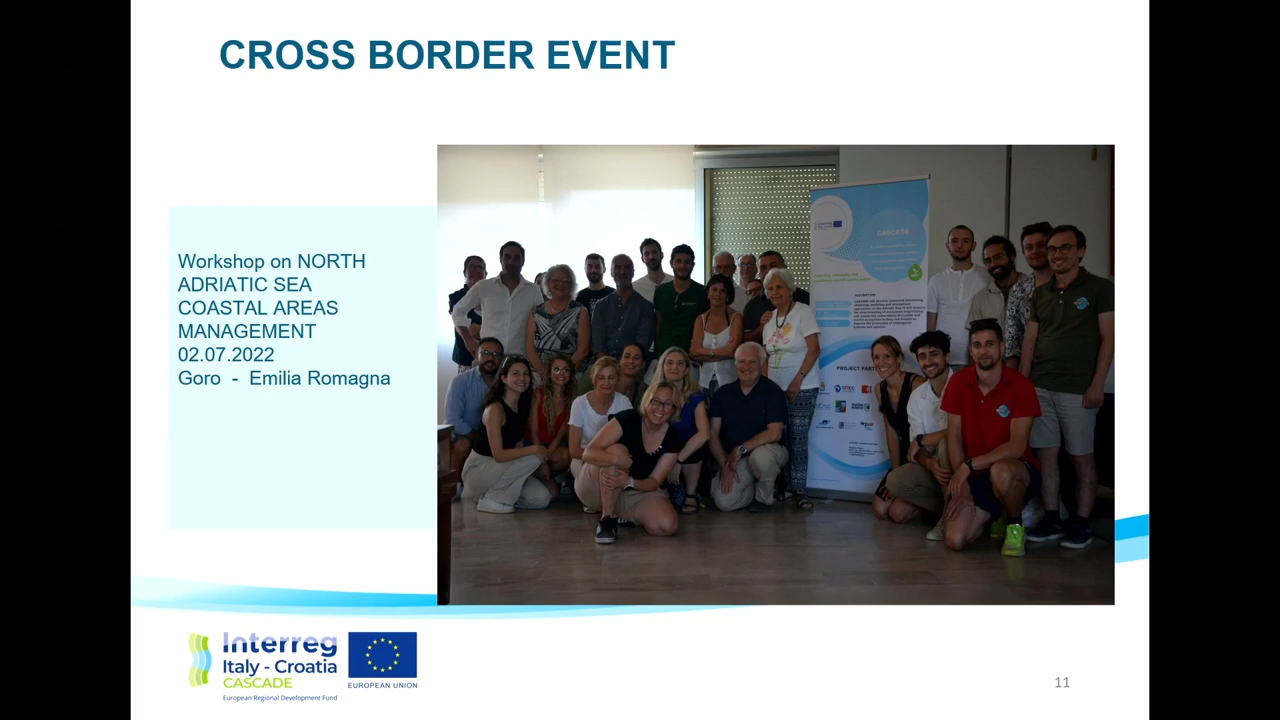 CROSS BORDER EVENT
Workshop on NORTH
ADRIATIC SEA
COASTAL AREAS
MANAGEMENT
02.07.2022
Goro - Emilia Romagna
CASCADE
PROJECT PART
Interreg
Italy - Croatia
CASCADE
European Regional Development Fund
EUROPEAN UNION
11